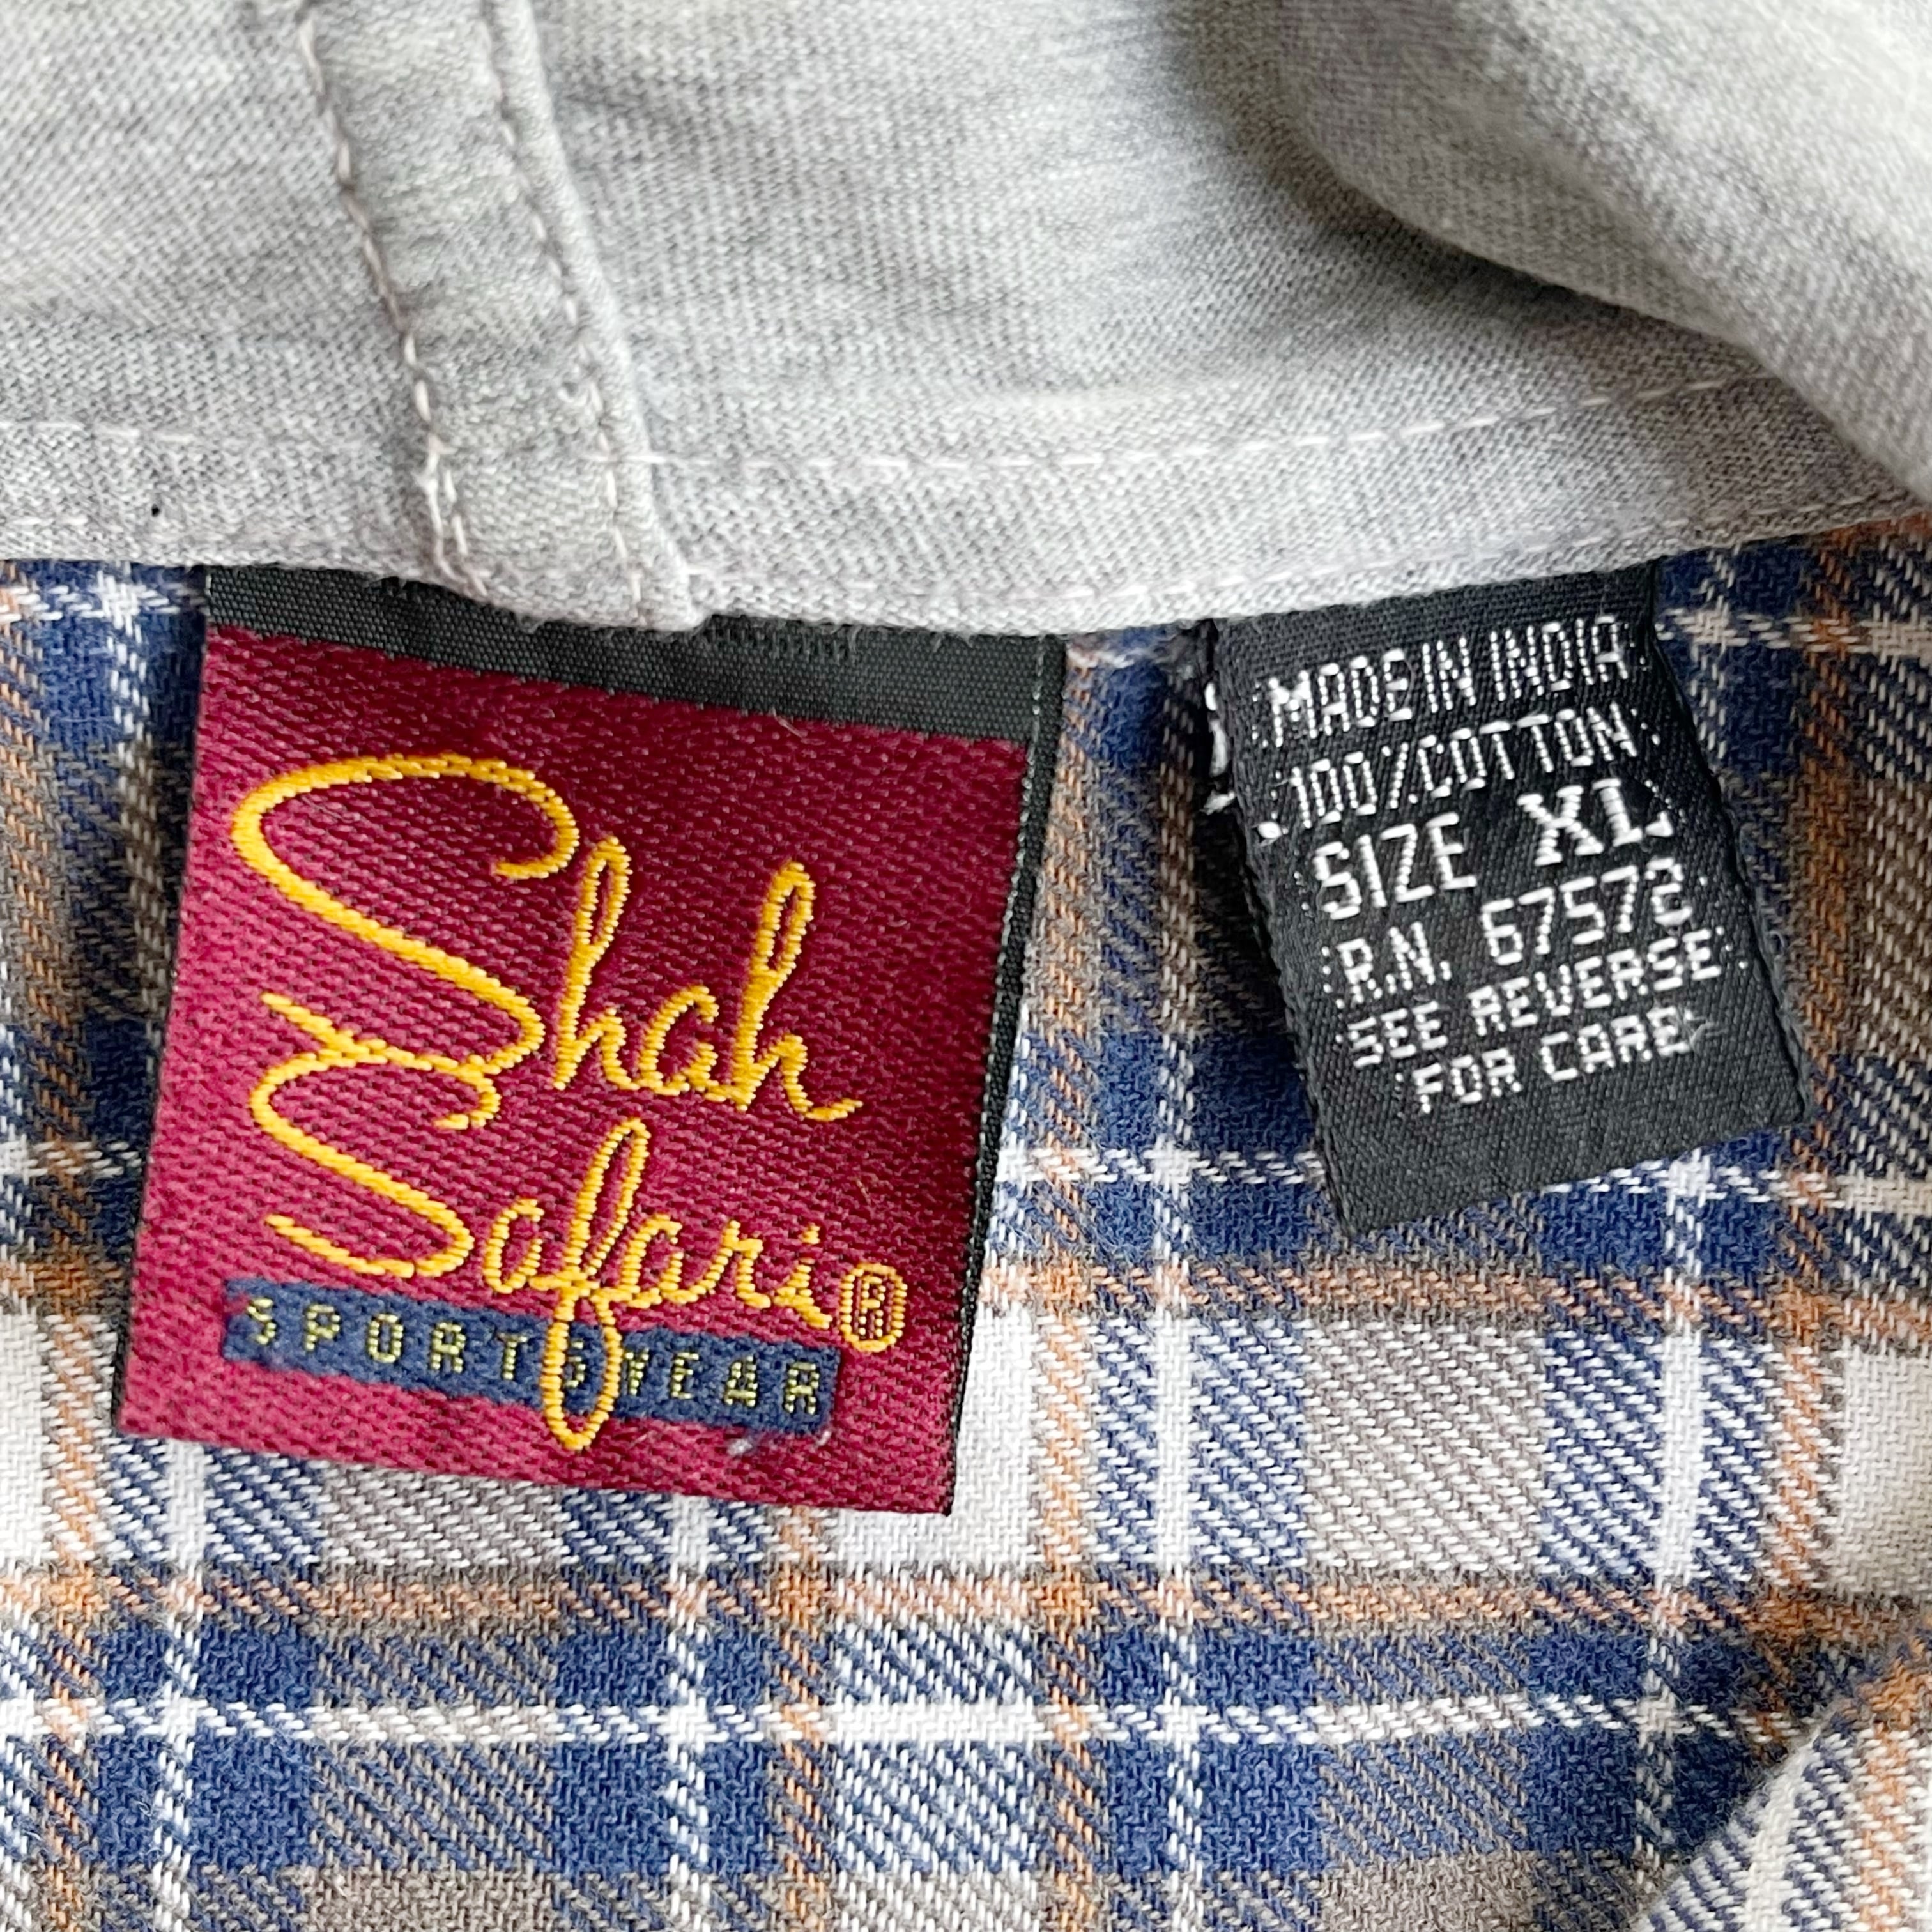 Shah
Safari®
SPORTSWEAR
MADE IN INDIA
100% COTTON
SIZE XL
R.N. 67572
SEE REVERSE
FOR CARE